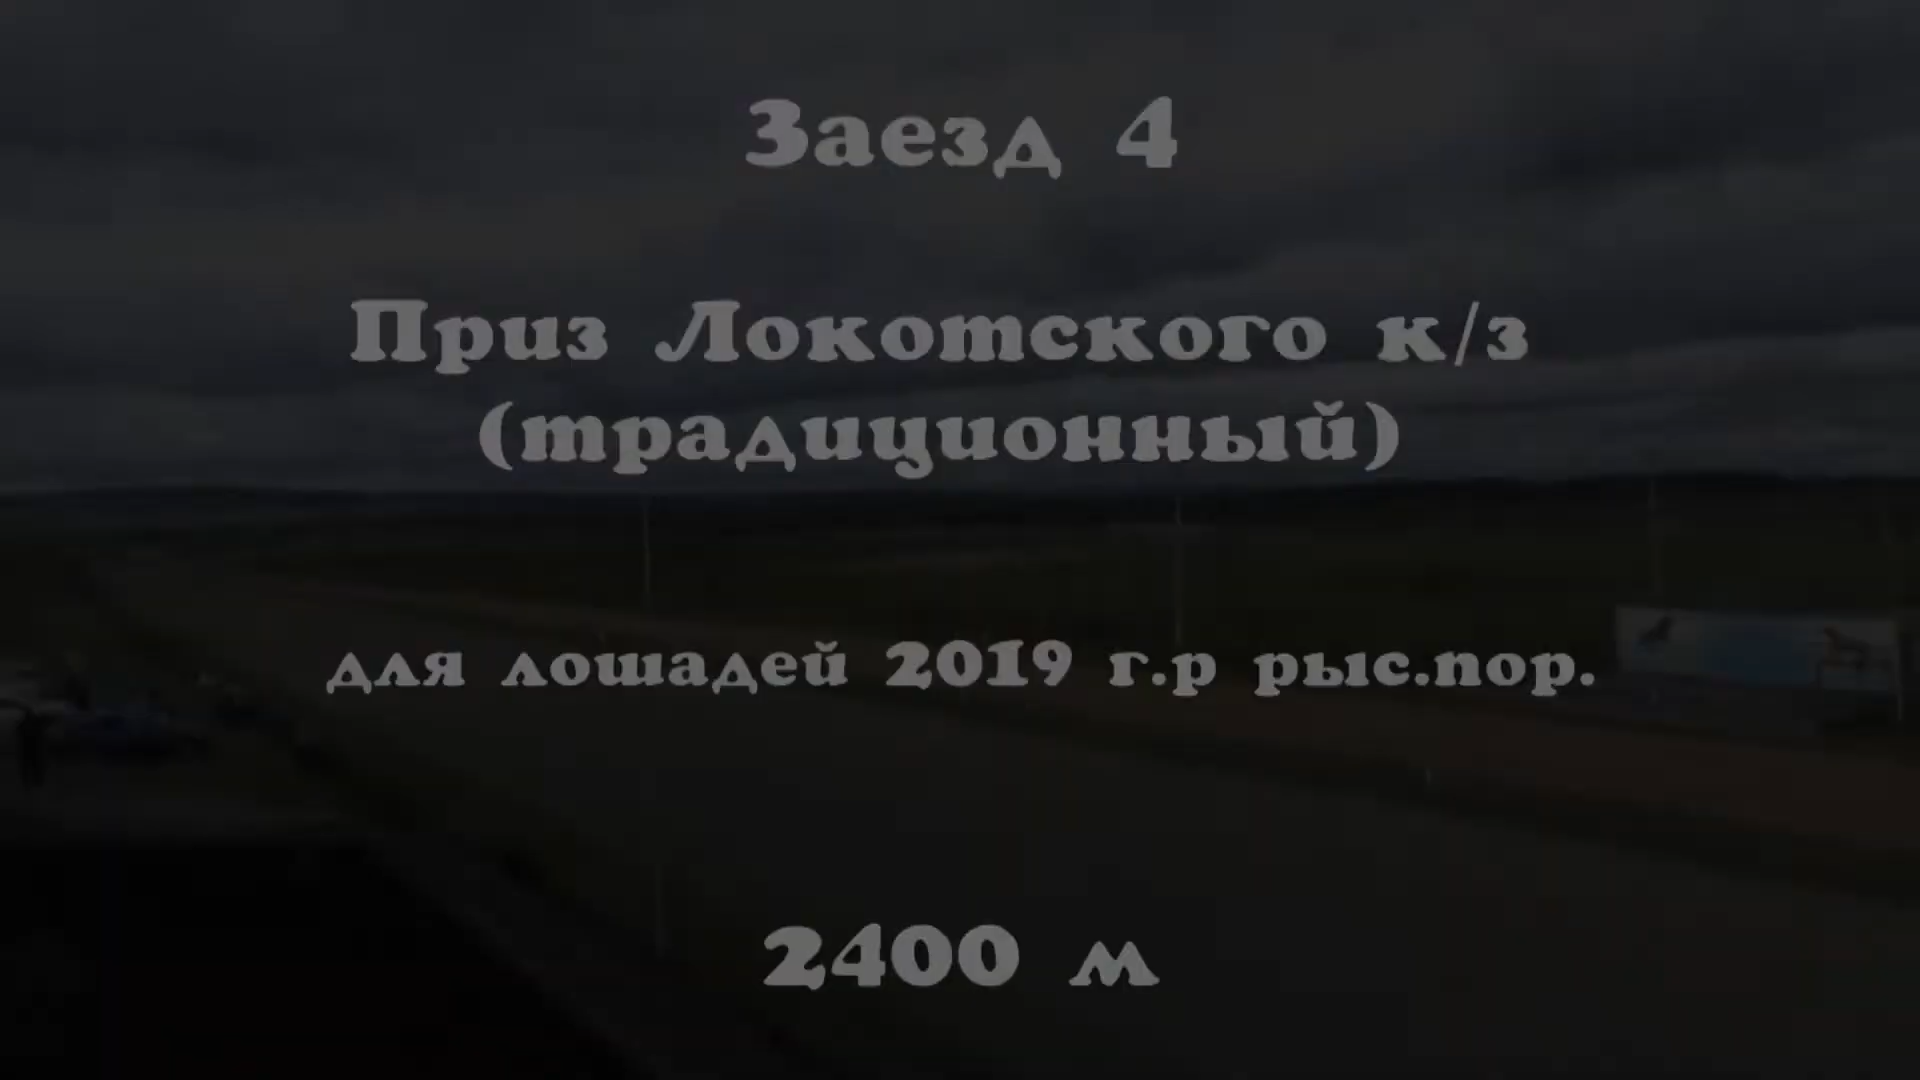 Заезд 4
Приз Локотского к/з
(традиционный)
для лошадей 2019 г.р рыс.пор.
2400 м